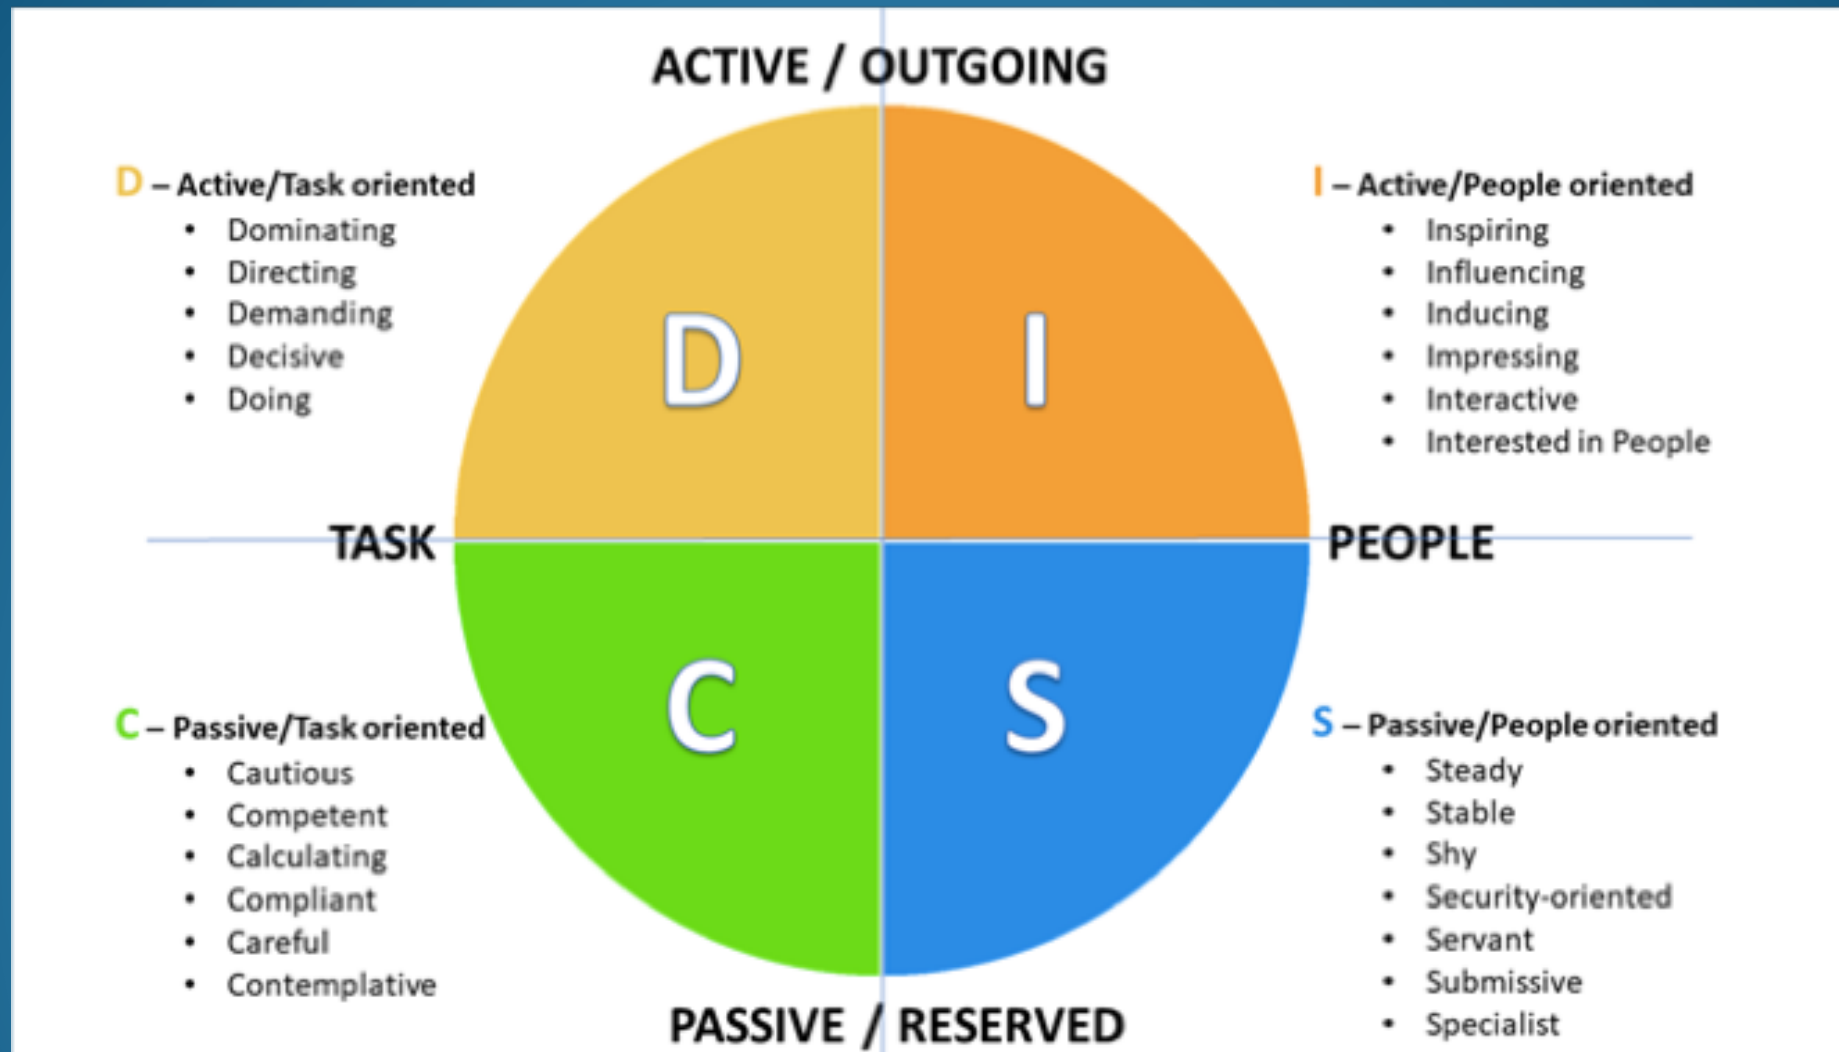 ACTIVE / OUTGOING
D – Active/Task oriented
• Dominating
• Directing
• Demanding
• Decisive
• Doing
I – Active/People oriented
• Inspiring
• Influencing
• Inducing
• Impressing
• Interactive
• Interested in People
D
I
TASK
PEOPLE
C
S
C – Passive/Task oriented
• Cautious
• Competent
• Calculating
• Compliant
• Careful
• Contemplative
S – Passive/People oriented
• Steady
• Stable
• Shy
• Security-oriented
• Servant
• Submissive
• Specialist
PASSIVE / RESERVED